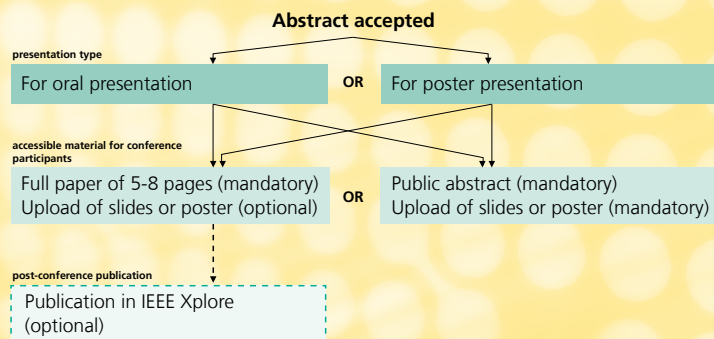 Abstract accepted
presentation type
For oral presentation
OR
For poster presentation
accessible material for conference
participants
Full paper of 5-8 pages (mandatory)
Upload of slides or poster (optional)
OR
Public abstract (mandatory)
Upload of slides or poster (mandatory)
post-conference publication
Publication in IEEE Xplore
(optional)